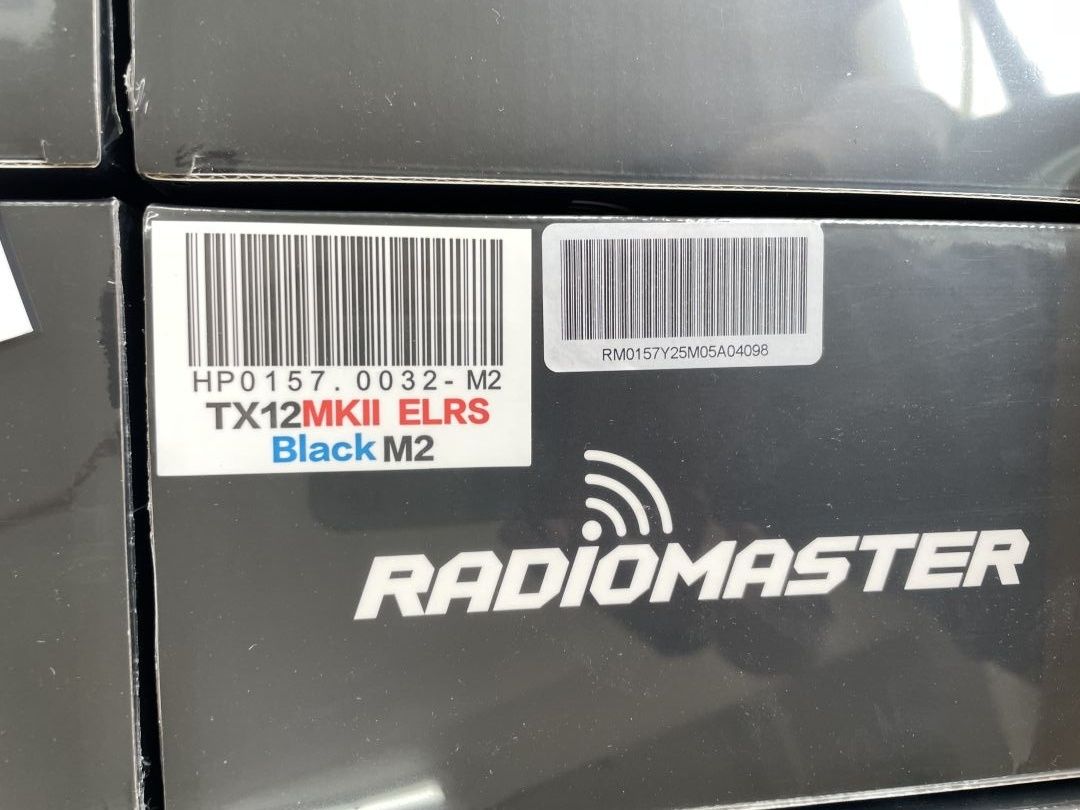 HP0157.0032-M2
TX12MKII ELRS
Black M2
RM0157Y25M05A04098
RADIOMASTER